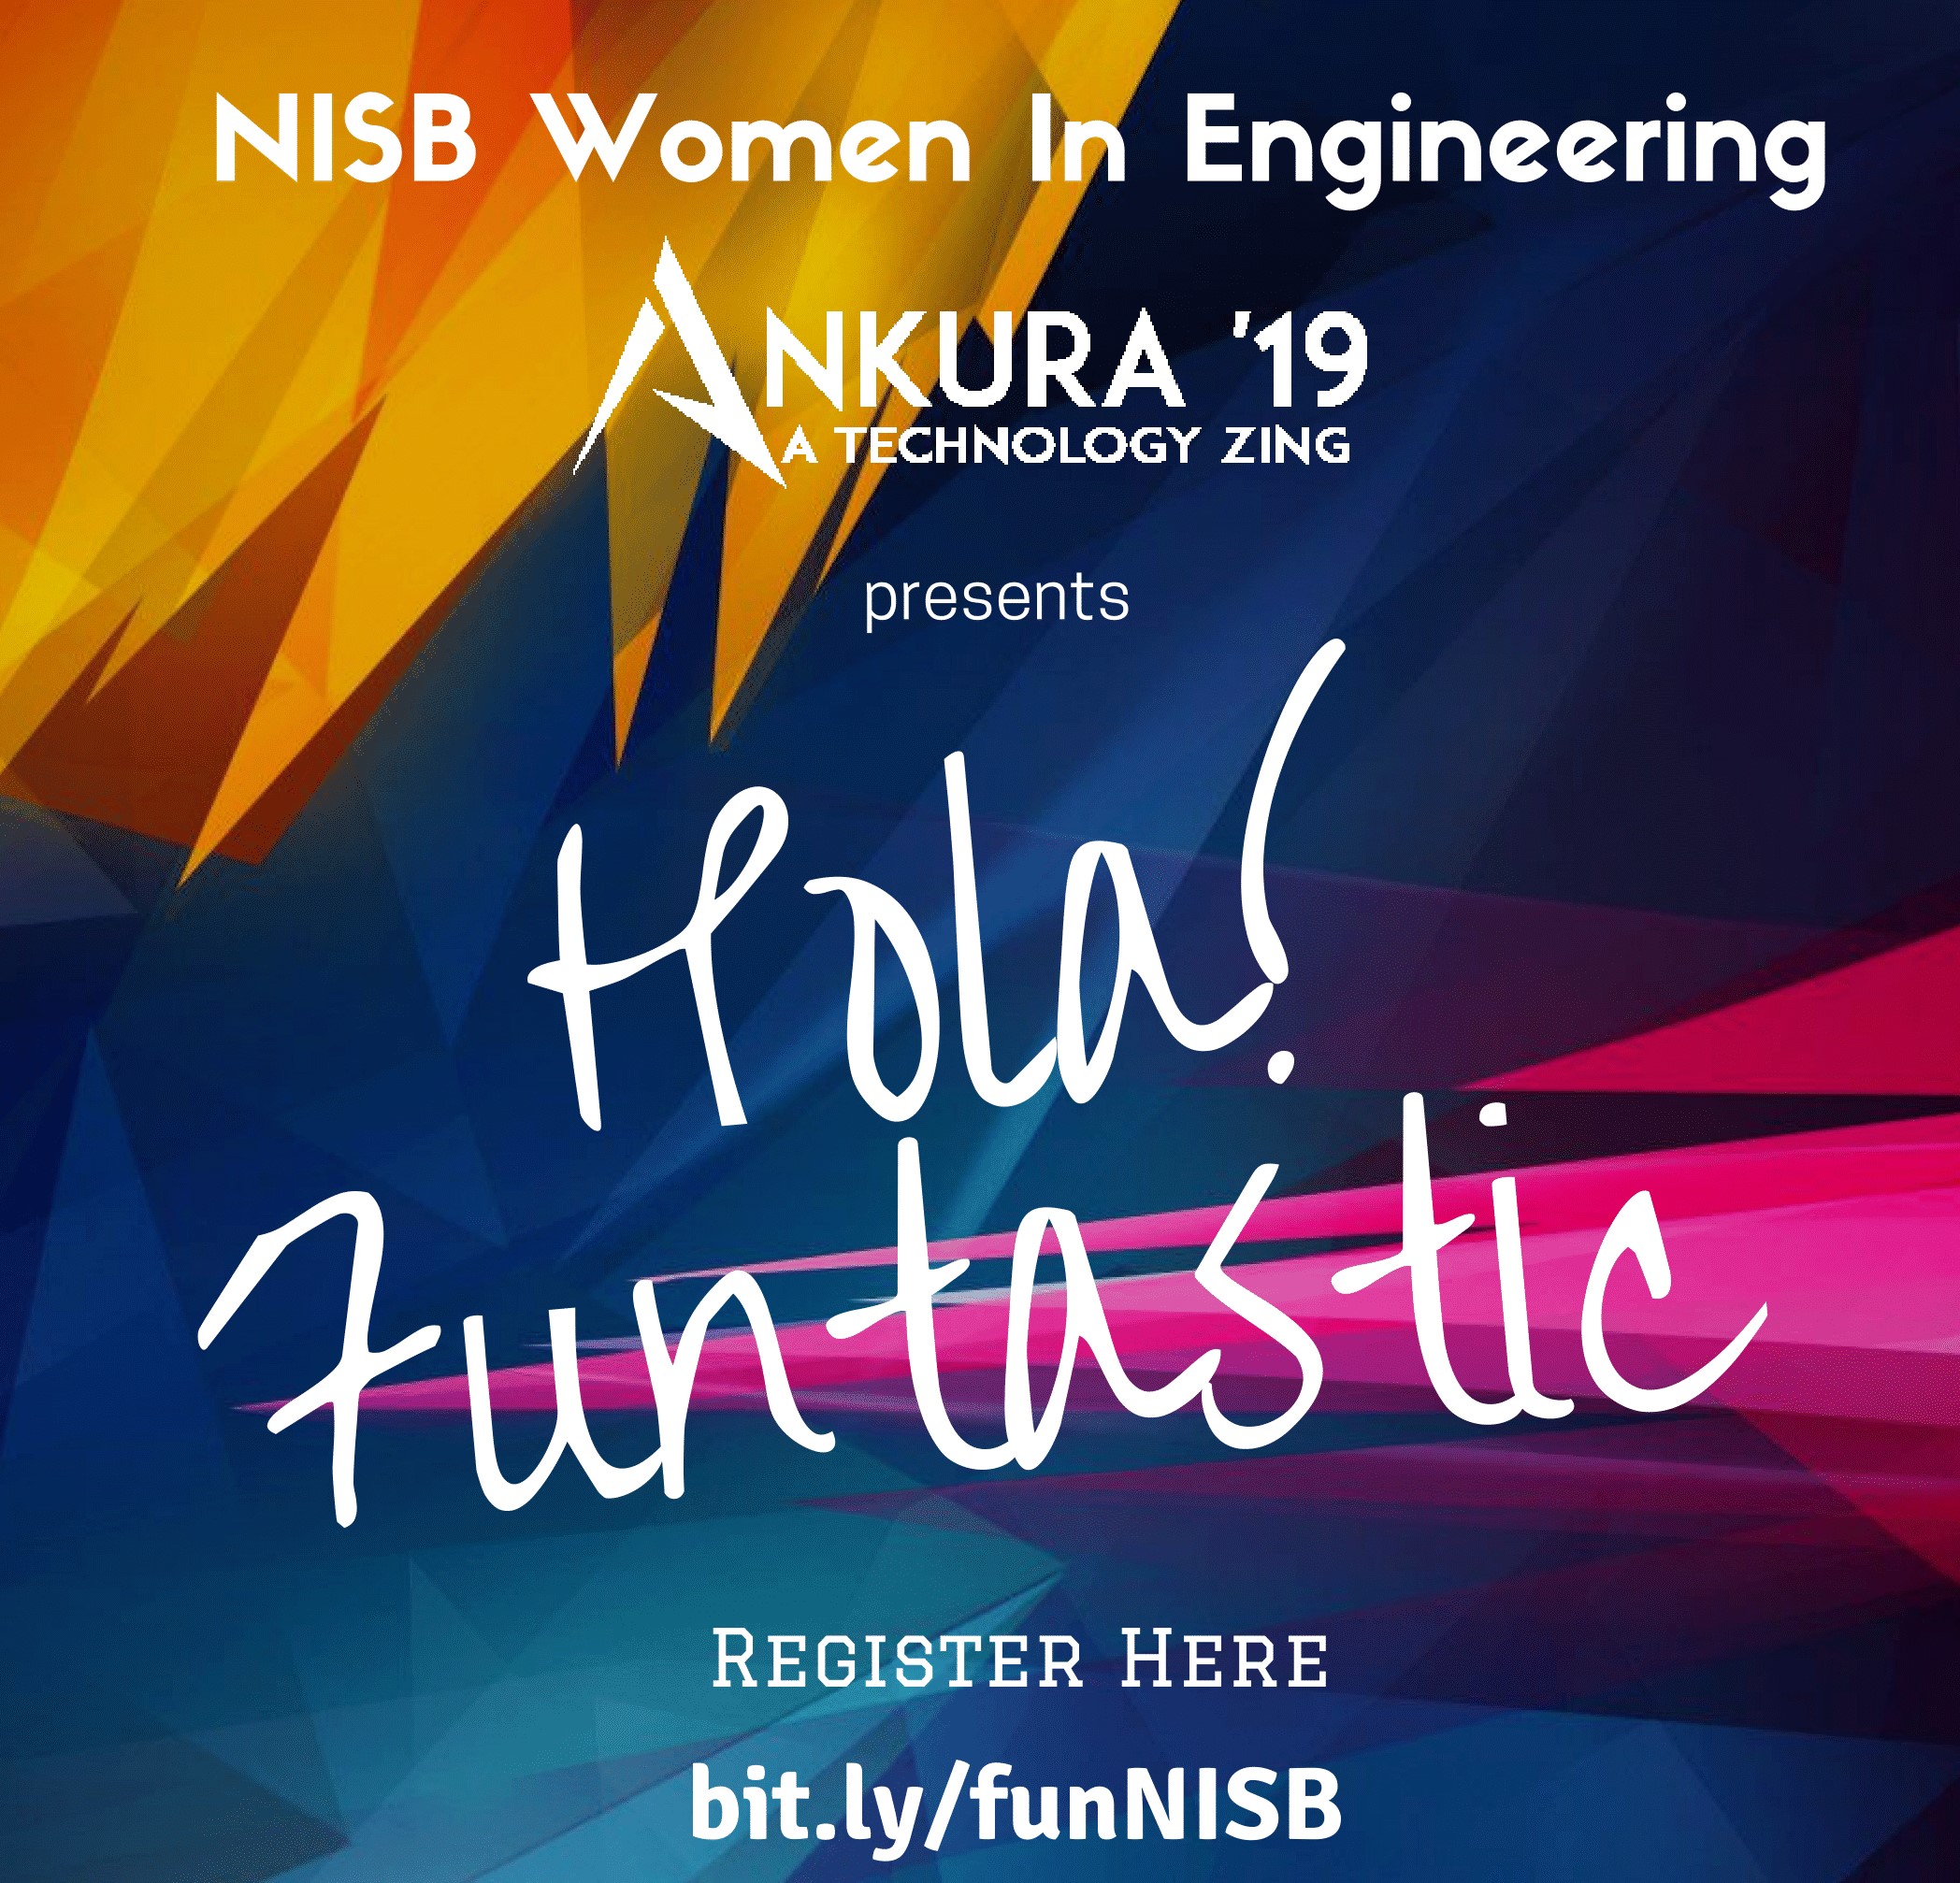 NISB Women In Engineering
ANKURA '19
A TECHNOLOGY ZING
presents
Hola!
Funtastic
REGISTER HERE
bit.ly/funNISB